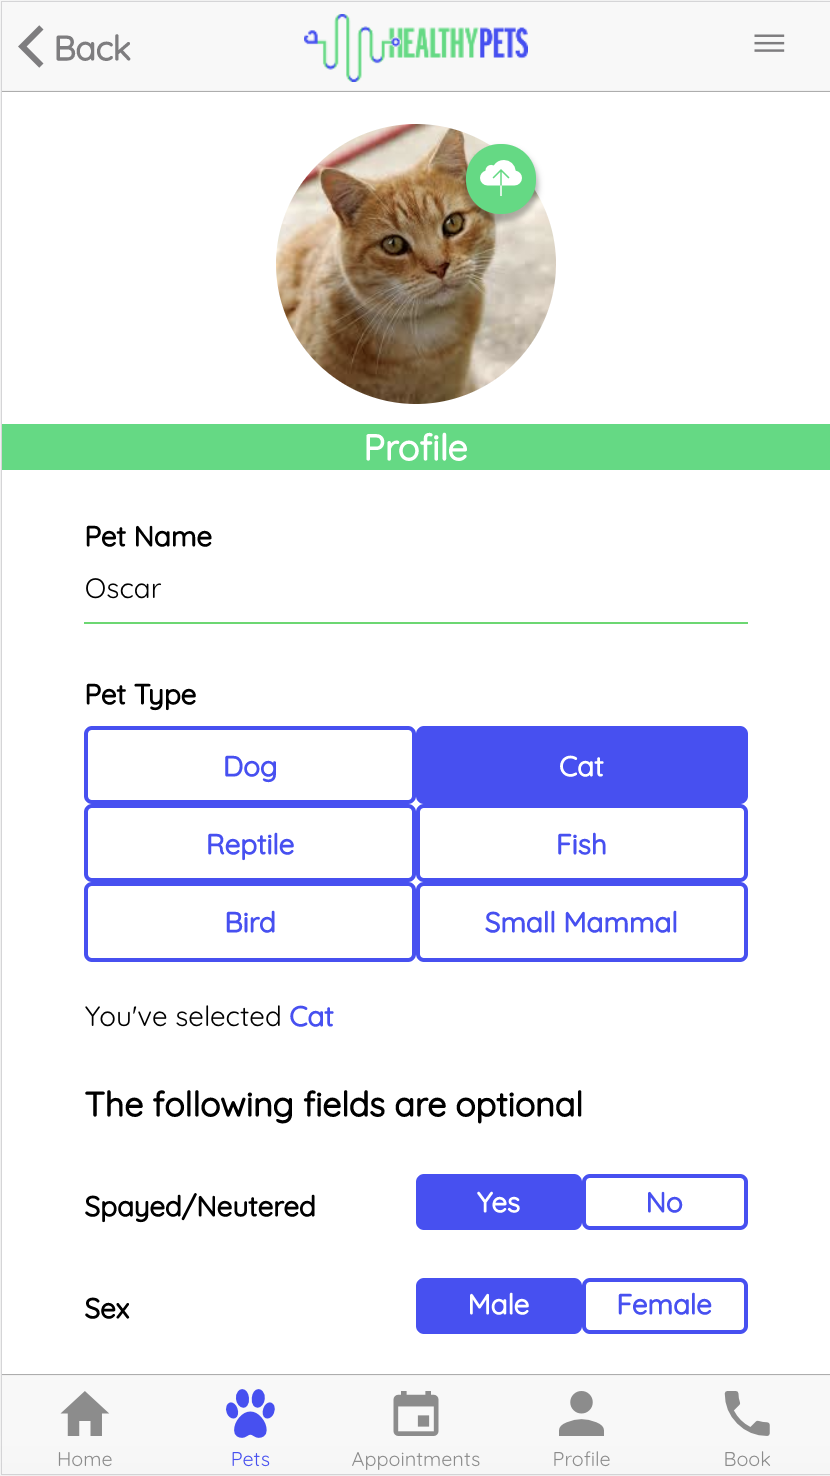 Back
HEALTHYPETS
Profile
Pet Name
Oscar
Pet Type
Dog Cat
Reptile Fish
Bird Small Mammal
You've selected Cat
The following fields are optional
Spayed/Neutered Yes No
Sex Male Female
Home Pets Appointments Profile Book